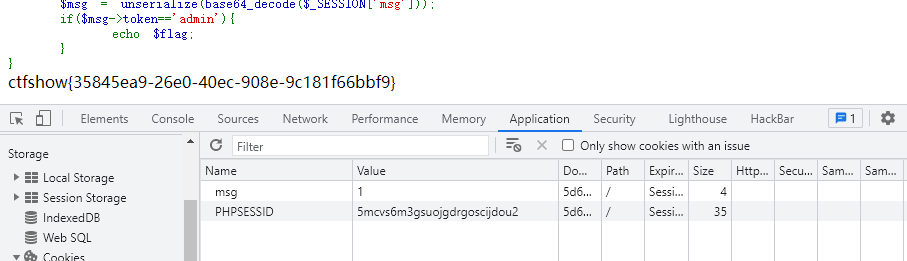 $msg = unserialize(base64_decode($_SESSION['msg']));
if($msg->token=='admin'){
echo $flag;
}
}
ctfshow{35845ea9-26e0-40ec-908e-9c181f66bbf9}
Elements Console Sources Network Performance Memory Application Security Lighthouse HackBar 1
Storage
Local Storage
Session Storage
IndexedDB
Web SQL
Cookies
Filter Only show cookies with an issue
Name Value Do... Path Expir... Size Http... Secu... Sam... Sam...
msg 1 5d6... / Sessi... 4
PHPSESSID 5mcvs6m3gsuojgdrgoscijdou2 5d6... / Sessi... 35